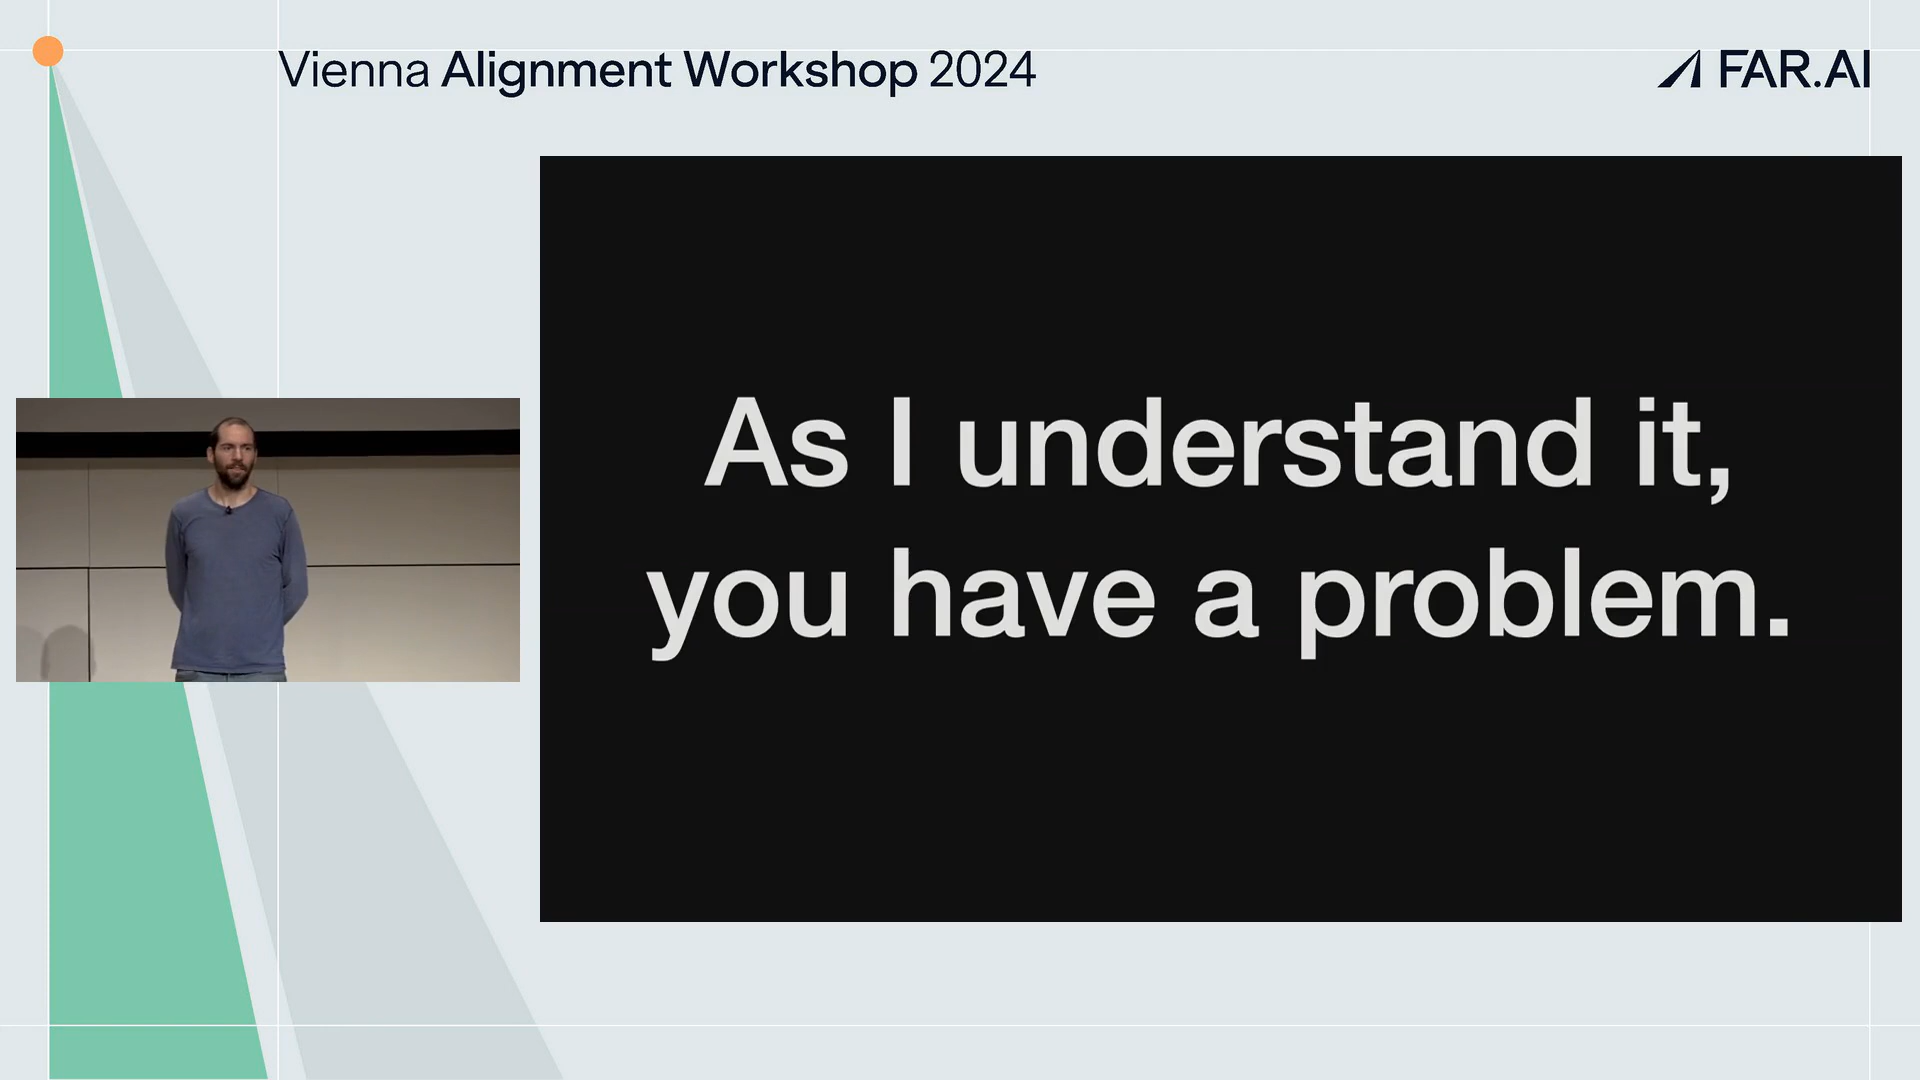 Vienna Alignment Workshop 2024
FAR.AI
As I understand it,
you have a problem.